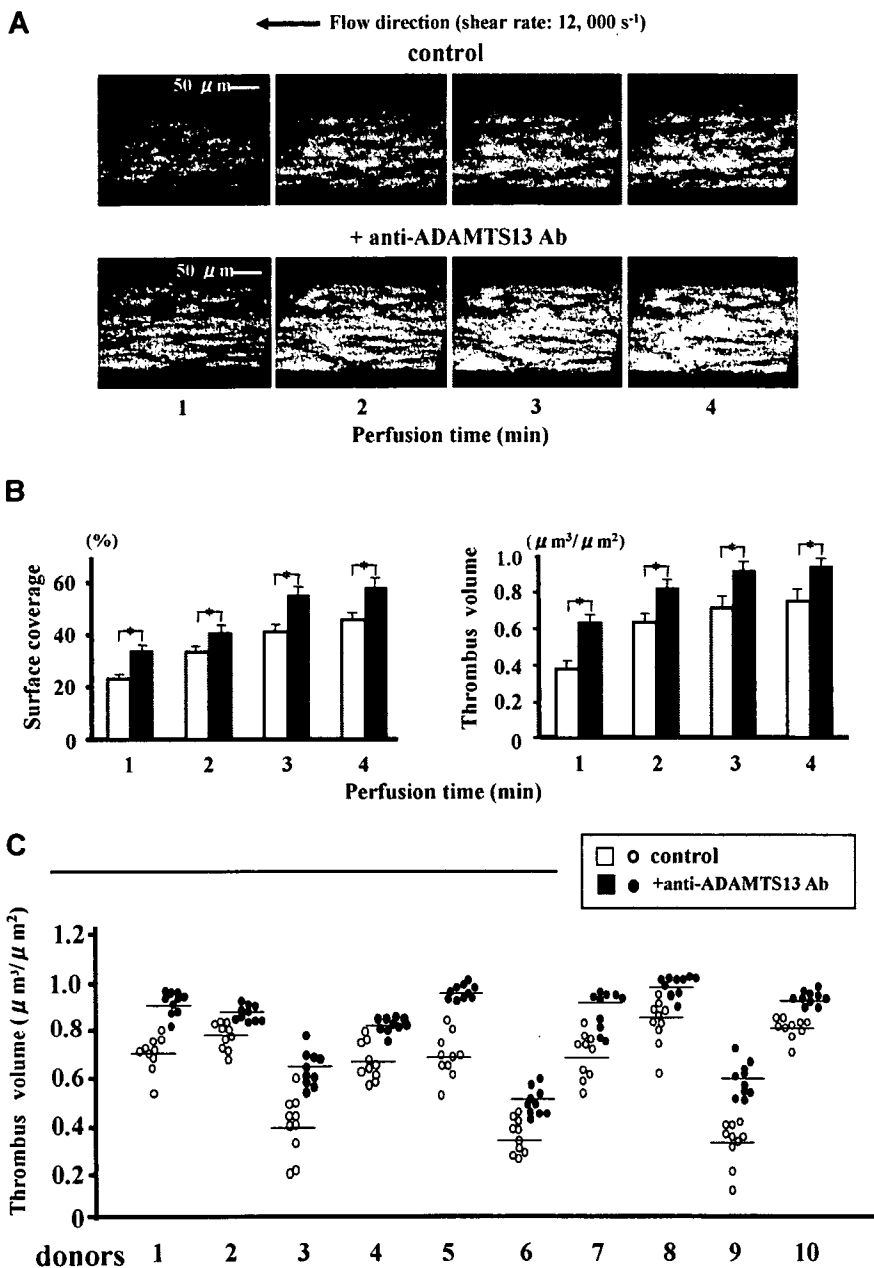 A
Flow direction (shear rate: 12, 000 s⁻¹)
control
50 μm
+ anti-ADAMTS13 Ab
50 μm
1 2 3 4
Perfusion time (min)
B
(%)
Surface coverage
60
40
20
0
1 2 3 4
(μm³/μm²)
Thrombus volume
1.0
0.8
0.6
0.4
0.2
0
1 2 3 4
* * * *
* * * *
Perfusion time (min)
C
control
+anti-ADAMTS13 Ab
Thrombus volume (μm³/μm²)
1.2
1.0
0.8
0.6
0.4
0.2
0
donors 1 2 3 4 5 6 7 8 9 10